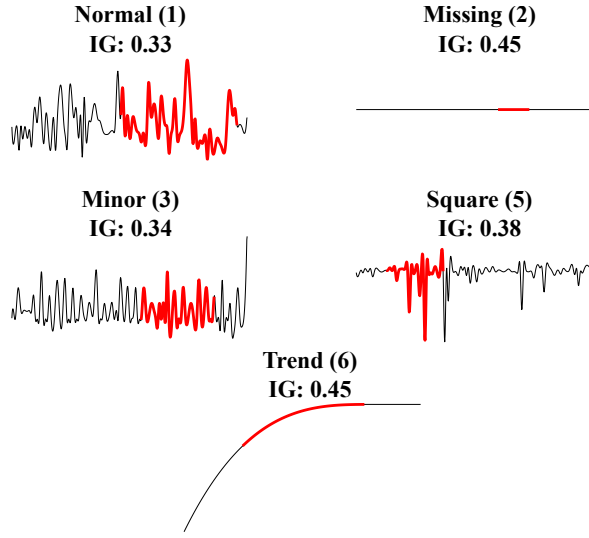 Normal (1)
IG: 0.33
Missing (2)
IG: 0.45
Minor (3)
IG: 0.34
Square (5)
IG: 0.38
Trend (6)
IG: 0.45